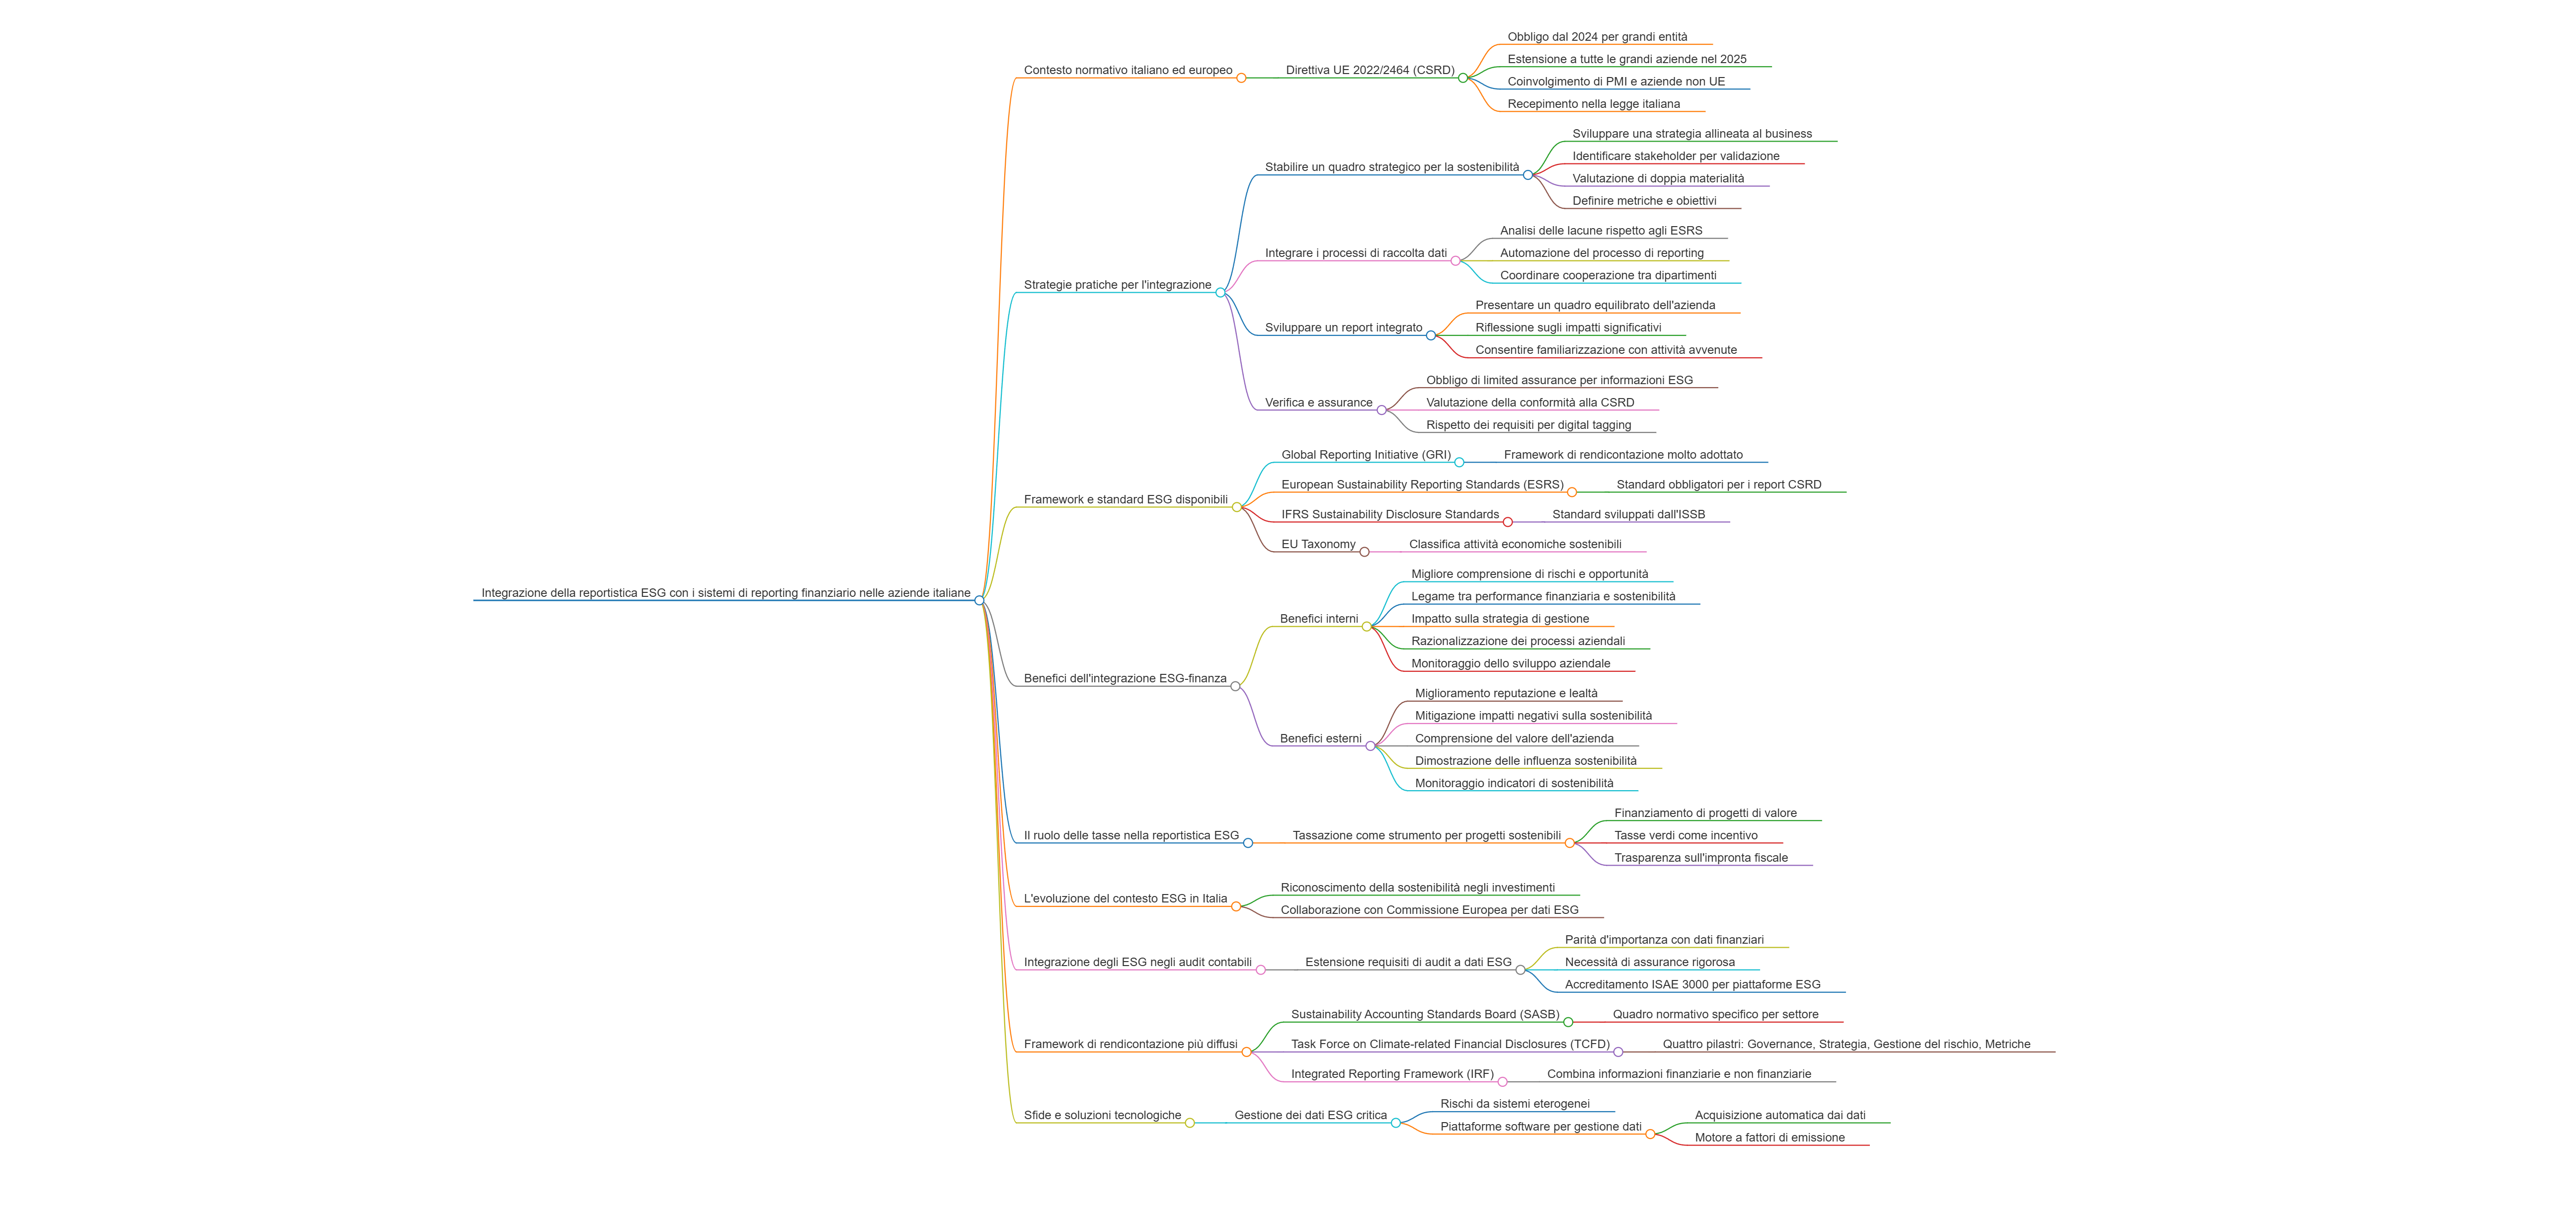 Integrazione della reportistica ESG con i sistemi di reporting finanziario nelle aziende italiane
Contesto normativo italiano ed europeo
Direttiva UE 2022/2464 (CSRD)
Obbligo dal 2024 per grandi entità
Estensione a tutte le grandi aziende nel 2025
Coinvolgimento di PMI e aziende non UE
Recepimento nella legge italiana
Strategie pratiche per l'integrazione
Stabilire un quadro strategico per la sostenibilità
Sviluppare una strategia allineata al business
Identificare stakeholder per validazione
Valutazione di doppia materialità
Definire metriche e obiettivi
Integrare i processi di raccolta dati
Analisi delle lacune rispetto agli ESRS
Automazione del processo di reporting
Coordinare cooperazione tra dipartimenti
Sviluppare un report integrato
Presentare un quadro equilibrato dell'azienda
Riflessione sugli impatti significativi
Consentire familiarizzazione con attività avvenute
Verifica e assurance
Obbligo di limited assurance per informazioni ESG
Valutazione della conformità alla CSRD
Rispetto dei requisiti per digital tagging
Framework e standard ESG disponibili
Global Reporting Initiative (GRI)
Framework di rendicontazione molto adottato
European Sustainability Reporting Standards (ESRS)
Standard obbligatori per i report CSRD
IFRS Sustainability Disclosure Standards
Standard sviluppati dall'ISSB
EU Taxonomy
Classifica attività economiche sostenibili
Benefici dell'integrazione ESG-finanza
Benefici interni
Migliore comprensione di rischi e opportunità
Legame tra performance finanziaria e sostenibilità
Impatto sulla strategia di gestione
Razionalizzazione dei processi aziendali
Monitoraggio dello sviluppo aziendale
Benefici esterni
Miglioramento reputazione e lealtà
Mitigazione impatti negativi sulla sostenibilità
Comprensione del valore dell'azienda
Dimostrazione delle influenza sostenibilità
Monitoraggio indicatori di sostenibilità
Il ruolo delle tasse nella reportistica ESG
Tassazione come strumento per progetti sostenibili
Finanziamento di progetti di valore
Tasse verdi come incentivo
Trasparenza sull'impronta fiscale
L'evoluzione del contesto ESG in Italia
Riconoscimento della sostenibilità negli investimenti
Collaborazione con Commissione Europea per dati ESG
Integrazione degli ESG negli audit contabili
Estensione requisiti di audit a dati ESG
Parità d'importanza con dati finanziari
Necessità di assurance rigorosa
Accreditamento ISAE 3000 per piattaforme ESG
Framework di rendicontazione più diffusi
Sustainability Accounting Standards Board (SASB)
Quadro normativo specifico per settore
Task Force on Climate-related Financial Disclosures (TCFD)
Quattro pilastri: Governance, Strategia, Gestione del rischio, Metriche
Integrated Reporting Framework (IRF)
Combina informazioni finanziarie e non finanziarie
Sfide e soluzioni tecnologiche
Gestione dei dati ESG critica
Rischi da sistemi eterogenei
Piattaforme software per gestione dati
Acquisizione automatica dai dati
Motore a fattori di emissione